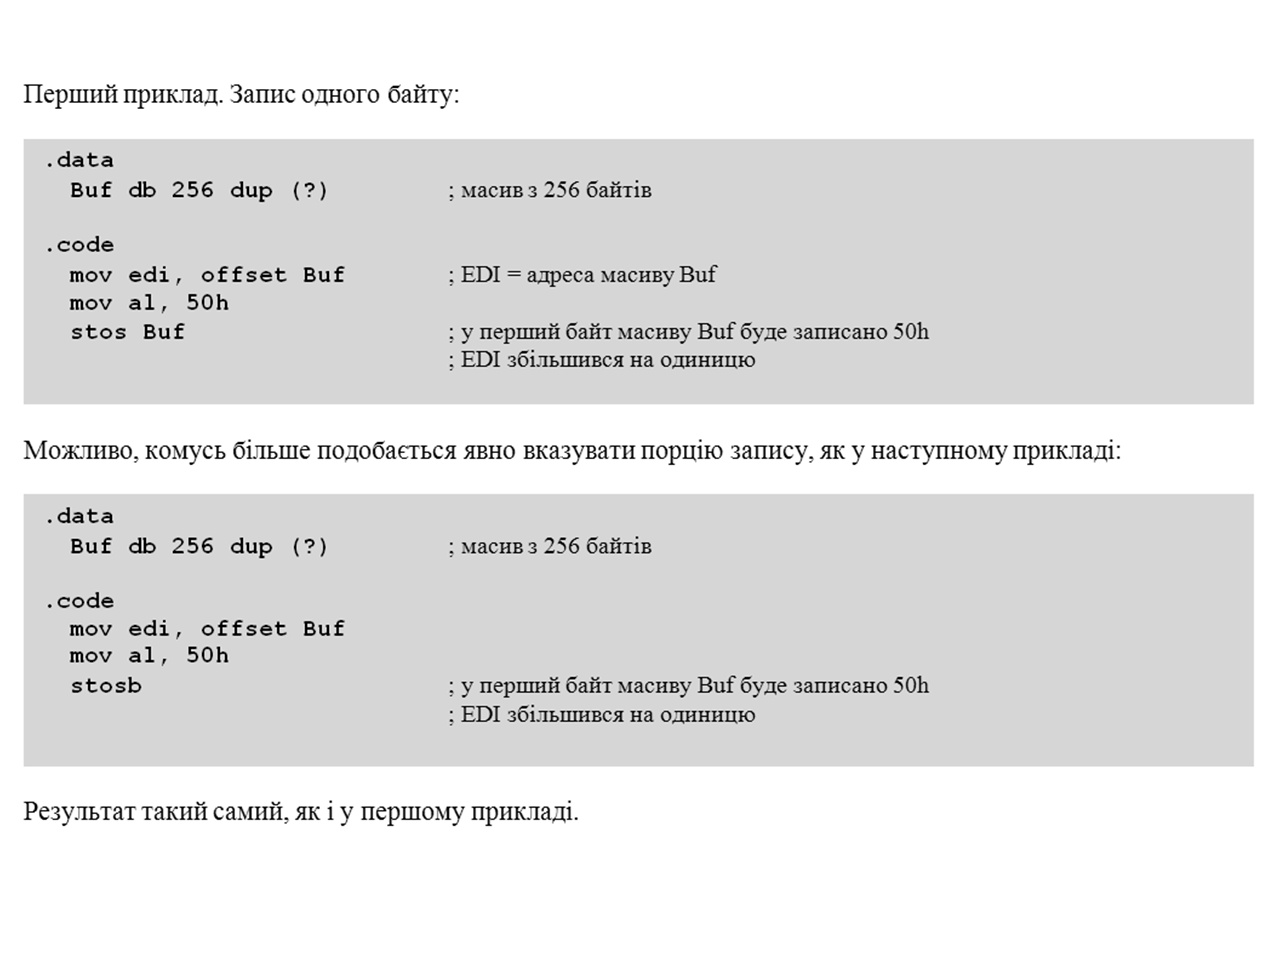 Перший приклад. Запис одного байту:
.data
Buf db 256 dup (?) ; масив з 256 байтів
.code
mov edi, offset Buf ; EDI = адреса масиву Buf
mov al, 50h
stos Buf ; у перший байт масиву Buf буде записано 50h
; EDI збільшився на одиницю
Можливо, комусь більше подобається явно вказувати порцію запису, як у наступному прикладі:
.data
Buf db 256 dup (?) ; масив з 256 байтів
.code
mov edi, offset Buf
mov al, 50h
stosb ; у перший байт масиву Buf буде записано 50h
; EDI збільшився на одиницю
Результат такий самий, як і у першому прикладі.